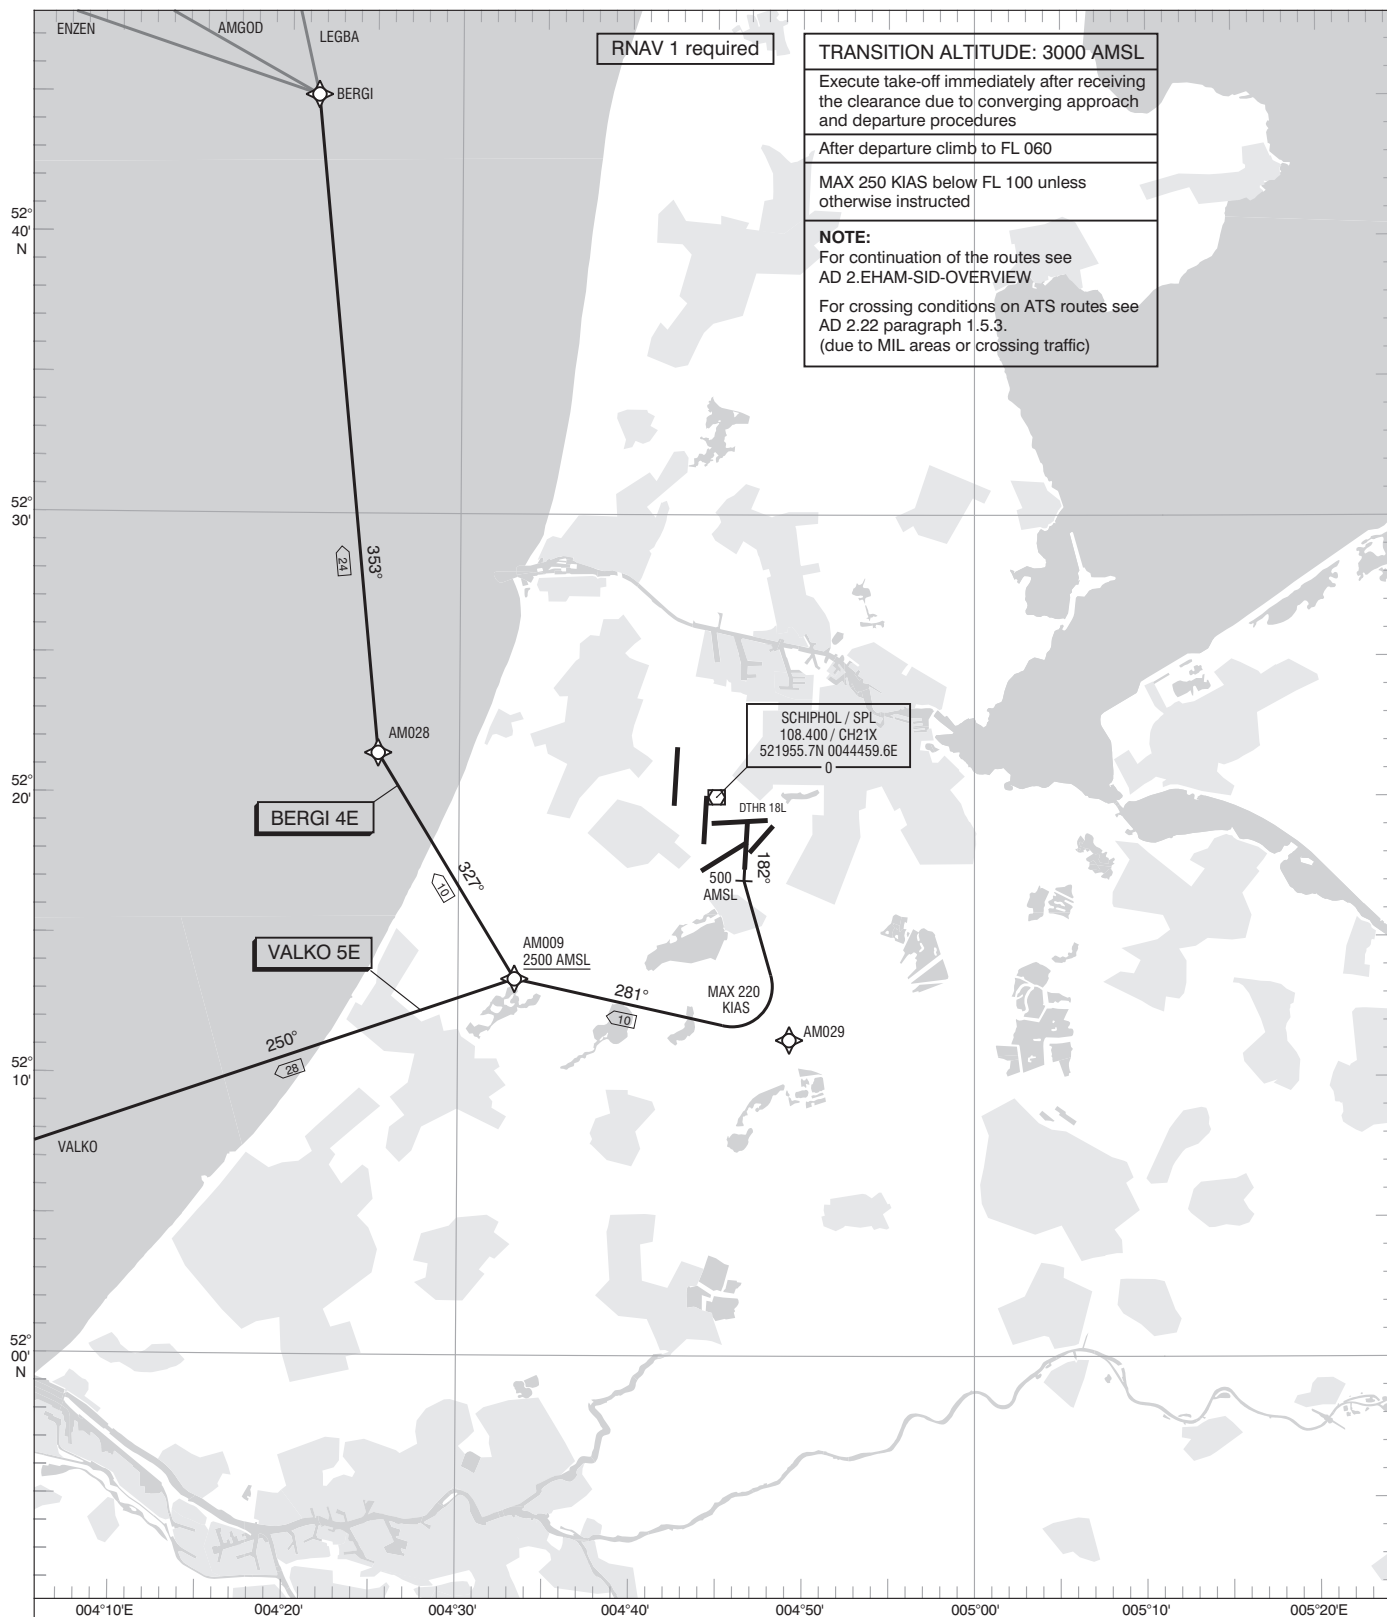 ENZEN
AMGOD
LEGBA
BERGI
RNAV 1 required
TRANSITION ALTITUDE: 3000 AMSL
Execute take-off immediately after receiving
the clearance due to converging approach
and departure procedures
After departure climb to FL 060
MAX 250 KIAS below FL 100 unless
otherwise instructed
NOTE:
For continuation of the routes see
AD 2.EHAM-SID-OVERVIEW
For crossing conditions on ATS routes see
AD 2.22 paragraph 1.5.3.
(due to MIL areas or crossing traffic)
52°
40'
N
52°
30'
353°
24
AM028
SCHIPHOL / SPL
108.400 / CH21X
521955.7N 0044459.6E
0
52°
20'
BERGI 4E
DTHR 18L
182°
500
AMSL
327°
10
VALKO 5E
AM009
2500 AMSL
281°
10
MAX 220
KIAS
AM029
250°
28
52°
10'
VALKO
52°
00'
N
004°10'E
004°20'
004°30'
004°40'
004°50'
005°00'
005°10'
005°20'E